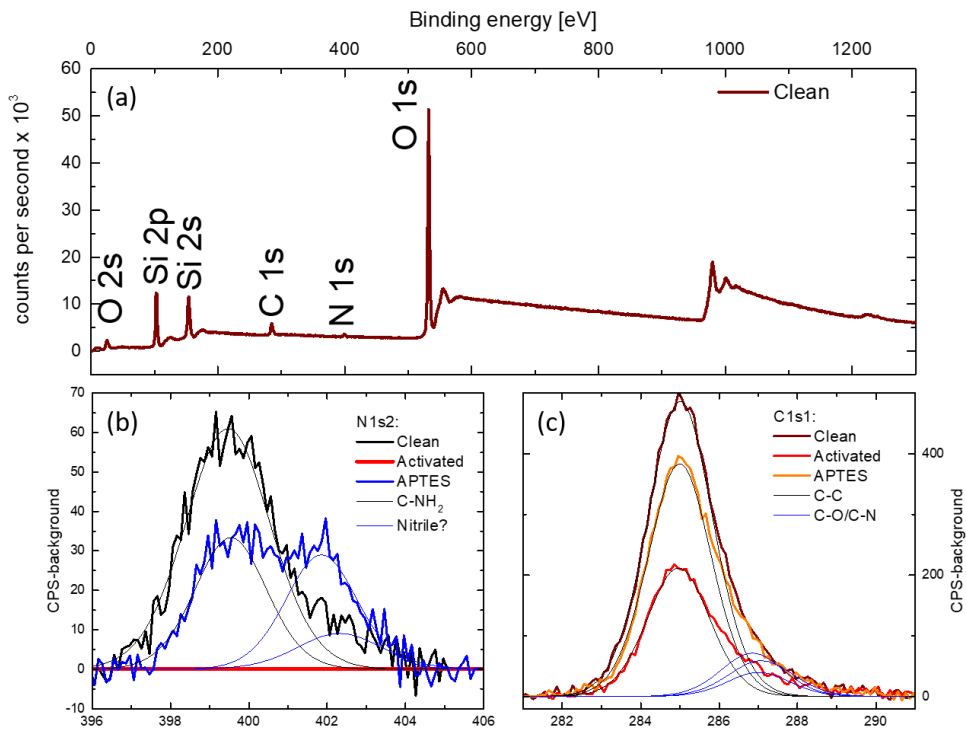 Binding energy [eV]
0 200 400 600 800 1000 1200
60
50
40
30
20
10
0
counts per second x 10³
(a)
Clean
O 2s
Si 2p
Si 2s
C 1s
N 1s
O 1s
70
60
50
40
30
20
10
0
-10
CPS-background
(b)
N1s2:
Clean
Activated
APTES
C-NH₂
Nitrile?
396 398 400 402 404 406
(c)
C1s1:
Clean
Activated
APTES
C-C
C-O/C-N
400
200
0
CPS-background
282 284 286 288 290